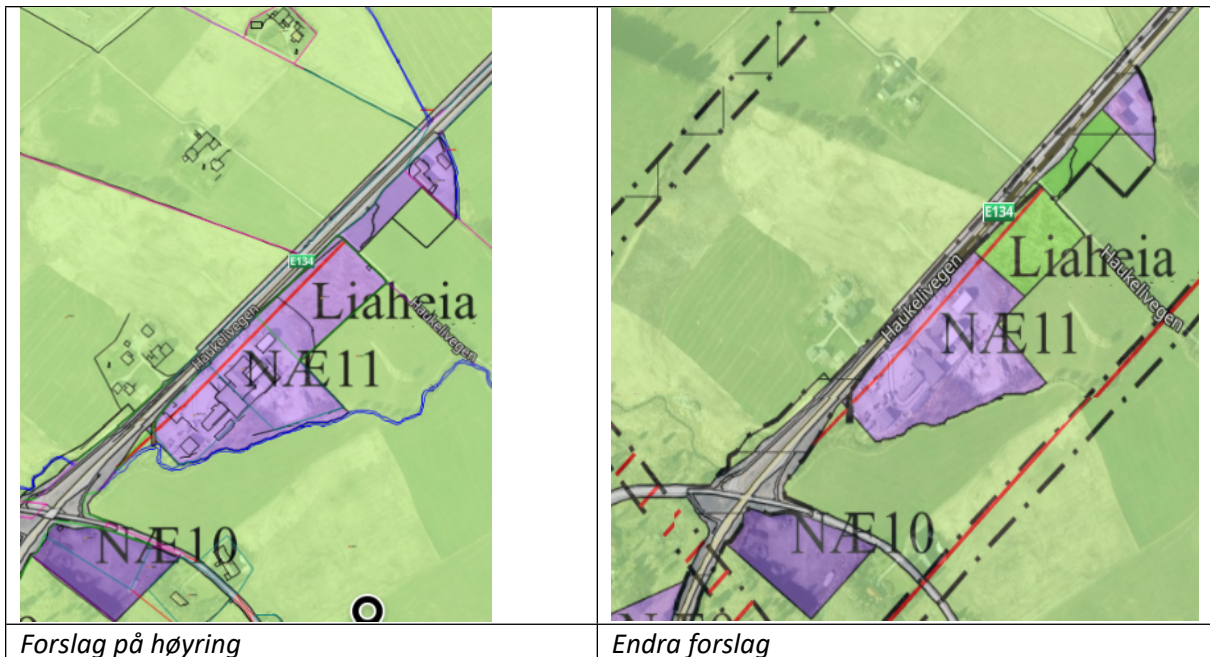 E134
Liaheia
Haukelivegen
Haukelivegen
NÆ11
NÆ10
E134
Liaheia
Haukelivegen
Haukelivegen
NÆ11
NÆ10
Forslag på høyring
Endra forslag